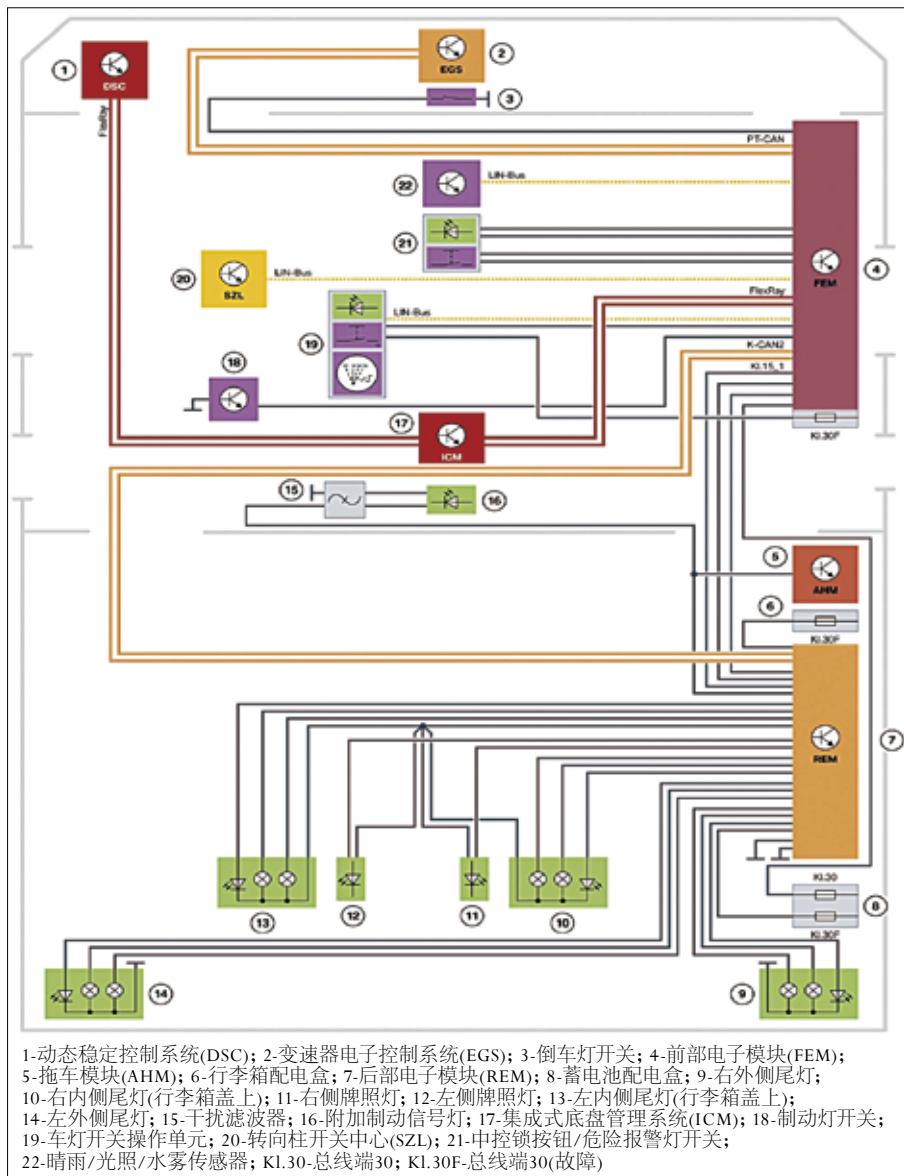 1
DSC
FlexRay
EGS
2
3
PT-CAN
22
LIN-Bus
21
20
SZL
LIN-Bus
FEM
4
FlexRay
LIN-Bus
19
K-CAN2
Kl.15_1
18
17
ICM
Kl.30F
15
16
5
AHM
6
Kl.30F
REM
7
Kl.30
8
Kl.30F
13
12
11
10
14
9
1-动态稳定控制系统(DSC); 2-变速器电子控制系统(EGS); 3-倒车灯开关; 4-前部电子模块(FEM);
5-拖车模块(AHM); 6-行李箱配电盒; 7-后部电子模块(REM); 8-蓄电池配电盒; 9-右外侧尾灯;
10-右内侧尾灯(行李箱盖上); 11-右侧牌照灯; 12-左侧牌照灯; 13-左内侧尾灯(行李箱盖上);
14-左外侧尾灯; 15-干扰滤波器; 16-附加制动信号灯; 17-集成式底盘管理系统(ICM); 18-制动灯开关;
19-车灯开关操作单元; 20-转向柱开关中心(SZL); 21-中控锁按钮/危险报警灯开关;
22-晴雨/光照/水雾传感器; Kl.30-总线端30; Kl.30F-总线端30(故障)